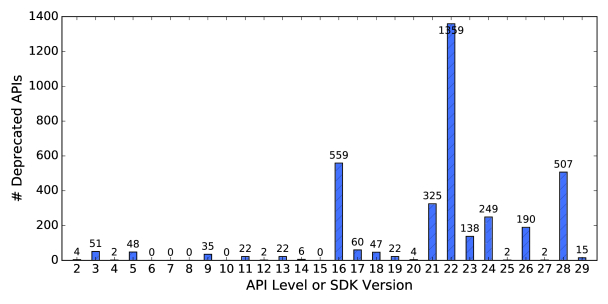 # Deprecated APIs
1400
1200
1000
800
600
400
200
0
4 51 2 48 0 0 0 35 0 22 2 22 6 0 559 60 47 22 4 325 1359 138 249 2 190 2 507 15
2 3 4 5 6 7 8 9 10 11 12 13 14 15 16 17 18 19 20 21 22 23 24 25 26 27 28 29
API Level or SDK Version